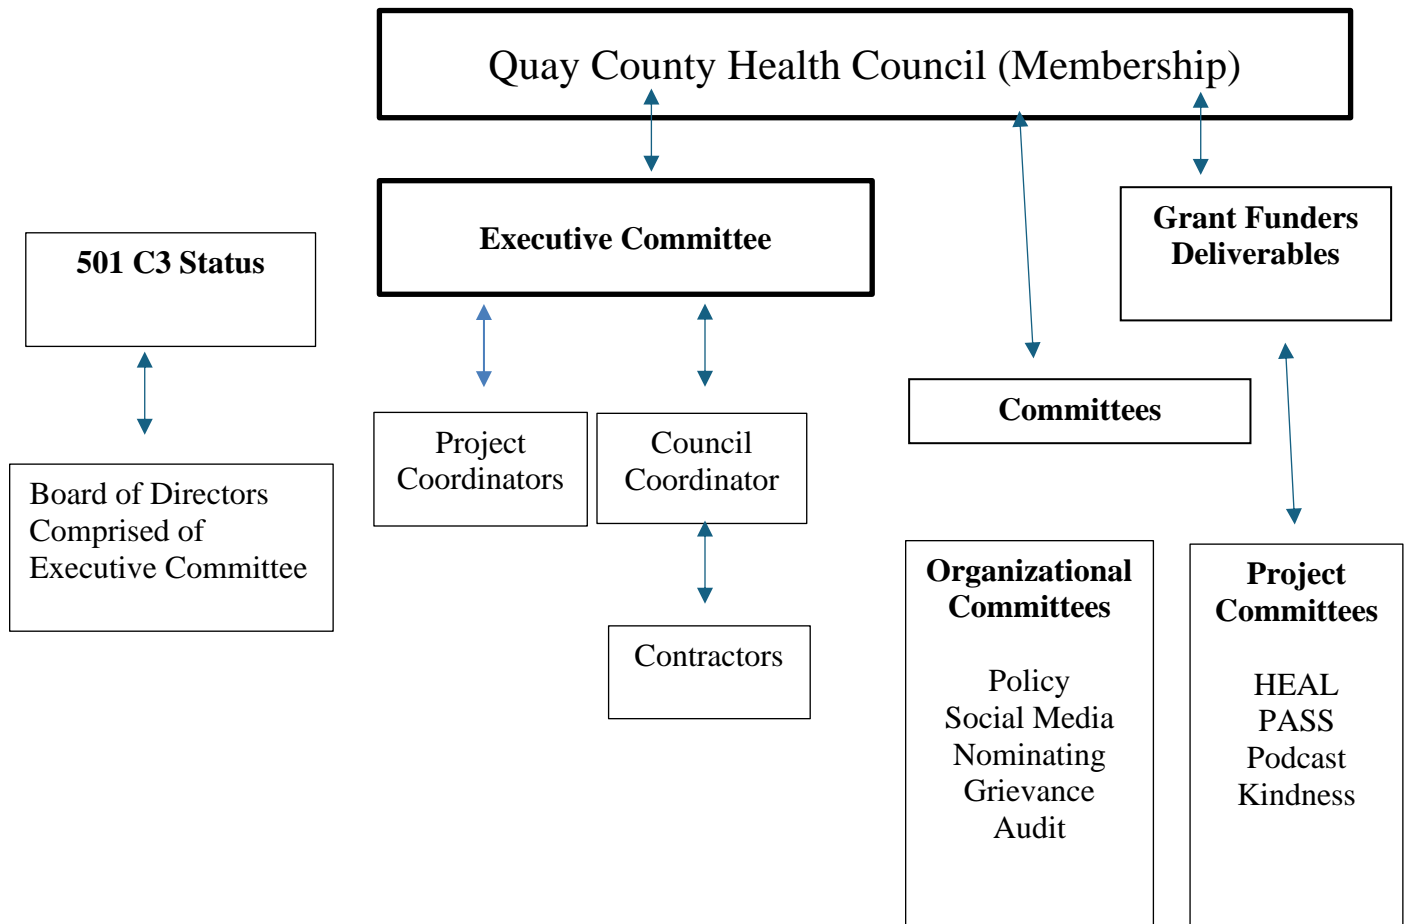 Quay County Health Council (Membership)
Executive Committee
Grant Funders
Deliverables
501 C3 Status
Committees
Project
Coordinators
Council
Coordinator
Board of Directors
Comprised of
Executive Committee
Contractors
Organizational
Committees
Policy
Social Media
Nominating
Grievance
Audit
Project
Committees
HEAL
PASS
Podcast
Kindness